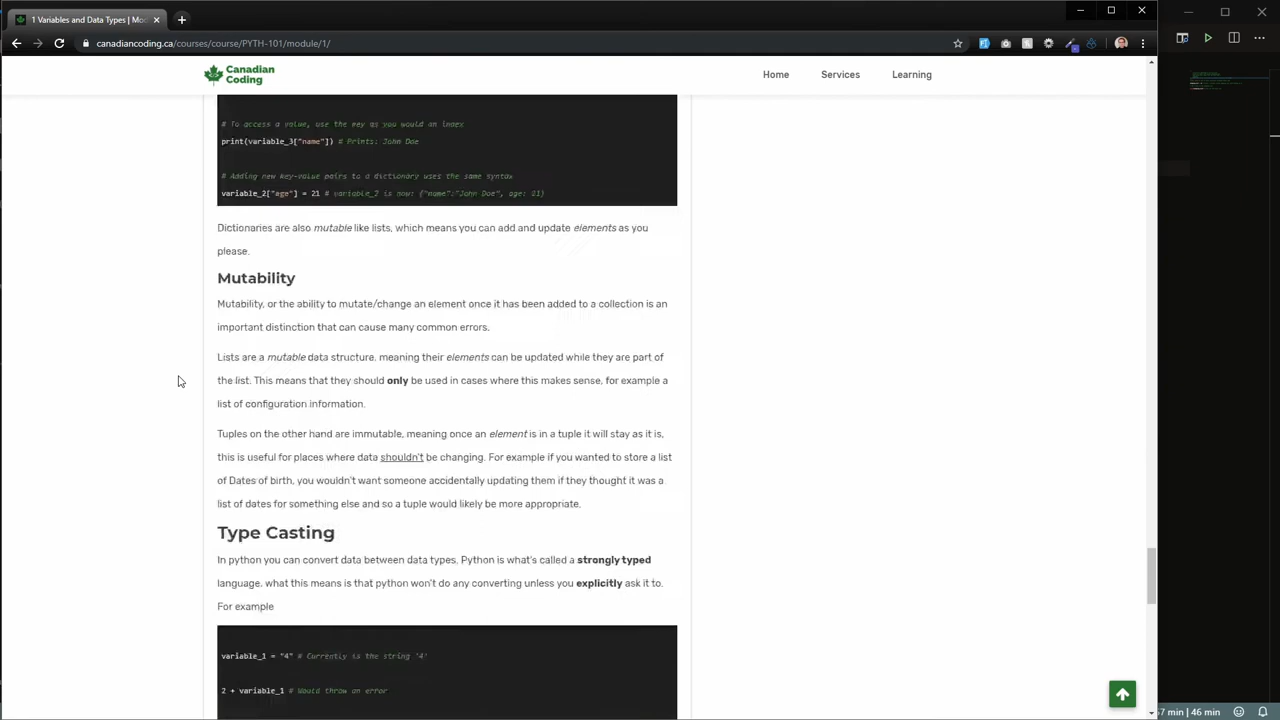 1 Variables and Data Types | Mo
canadiancoding.ca/courses/course/PYTH-101/module/1/
Canadian
Coding
Home Services Learning
# To access a value, use the key as you would an index
print(variable_3["name"]) # Prints: John Doe
# Adding new key-value pairs to a dictionary uses the same syntax
variable_2["age"] = 21 # variable_2 is now: {"name":"John Doe", age: 21}
Dictionaries are also mutable like lists, which means you can add and update elements as you
please.
Mutability
Mutability, or the ability to mutate/change an element once it has been added to a collection is an
important distinction that can cause many common errors.
Lists are a mutable data structure, meaning their elements can be updated while they are part of
the list. This means that they should only be used in cases where this makes sense, for example a
list of configuration information.
Tuples on the other hand are immutable, meaning once an element is in a tuple it will stay as it is,
this is useful for places where data shouldn't be changing. For example if you wanted to store a list
of Dates of birth, you wouldn't want someone accidentally updating them if they thought it was a
list of dates for something else and so a tuple would likely be more appropriate.
Type Casting
In python you can convert data between data types. Python is what's called a strongly typed
language, what this means is that python won't do any converting unless you explicitly ask it to.
For example
variable_1 = "4" # Currently is the string '4'
2 + variable_1 # Would throw an error
57 min | 46 min